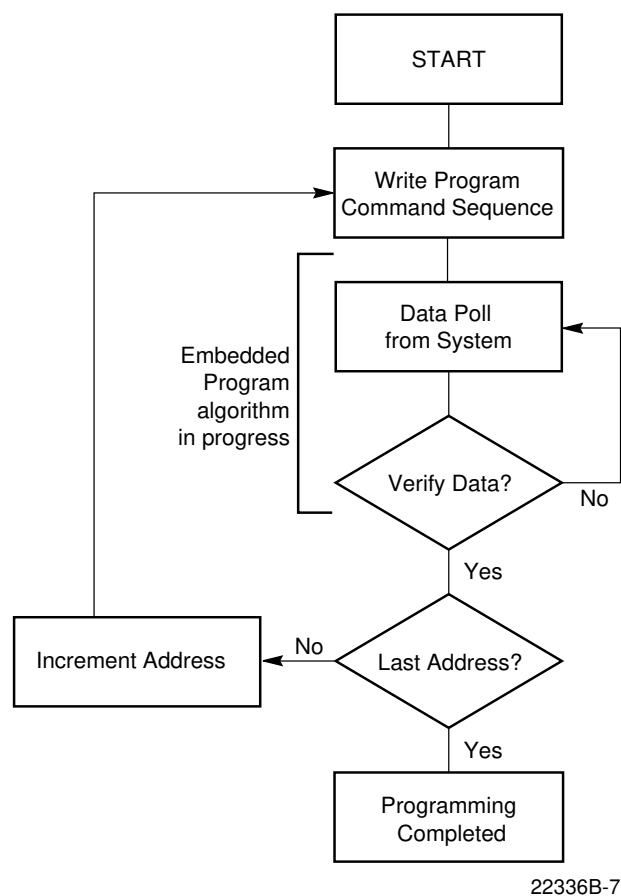 START
Write Program
Command Sequence
Data Poll
from System
Embedded
Program
algorithm
in progress
Verify Data?
No
Yes
Last Address?
No
Increment Address
Yes
Programming
Completed
22336B-7